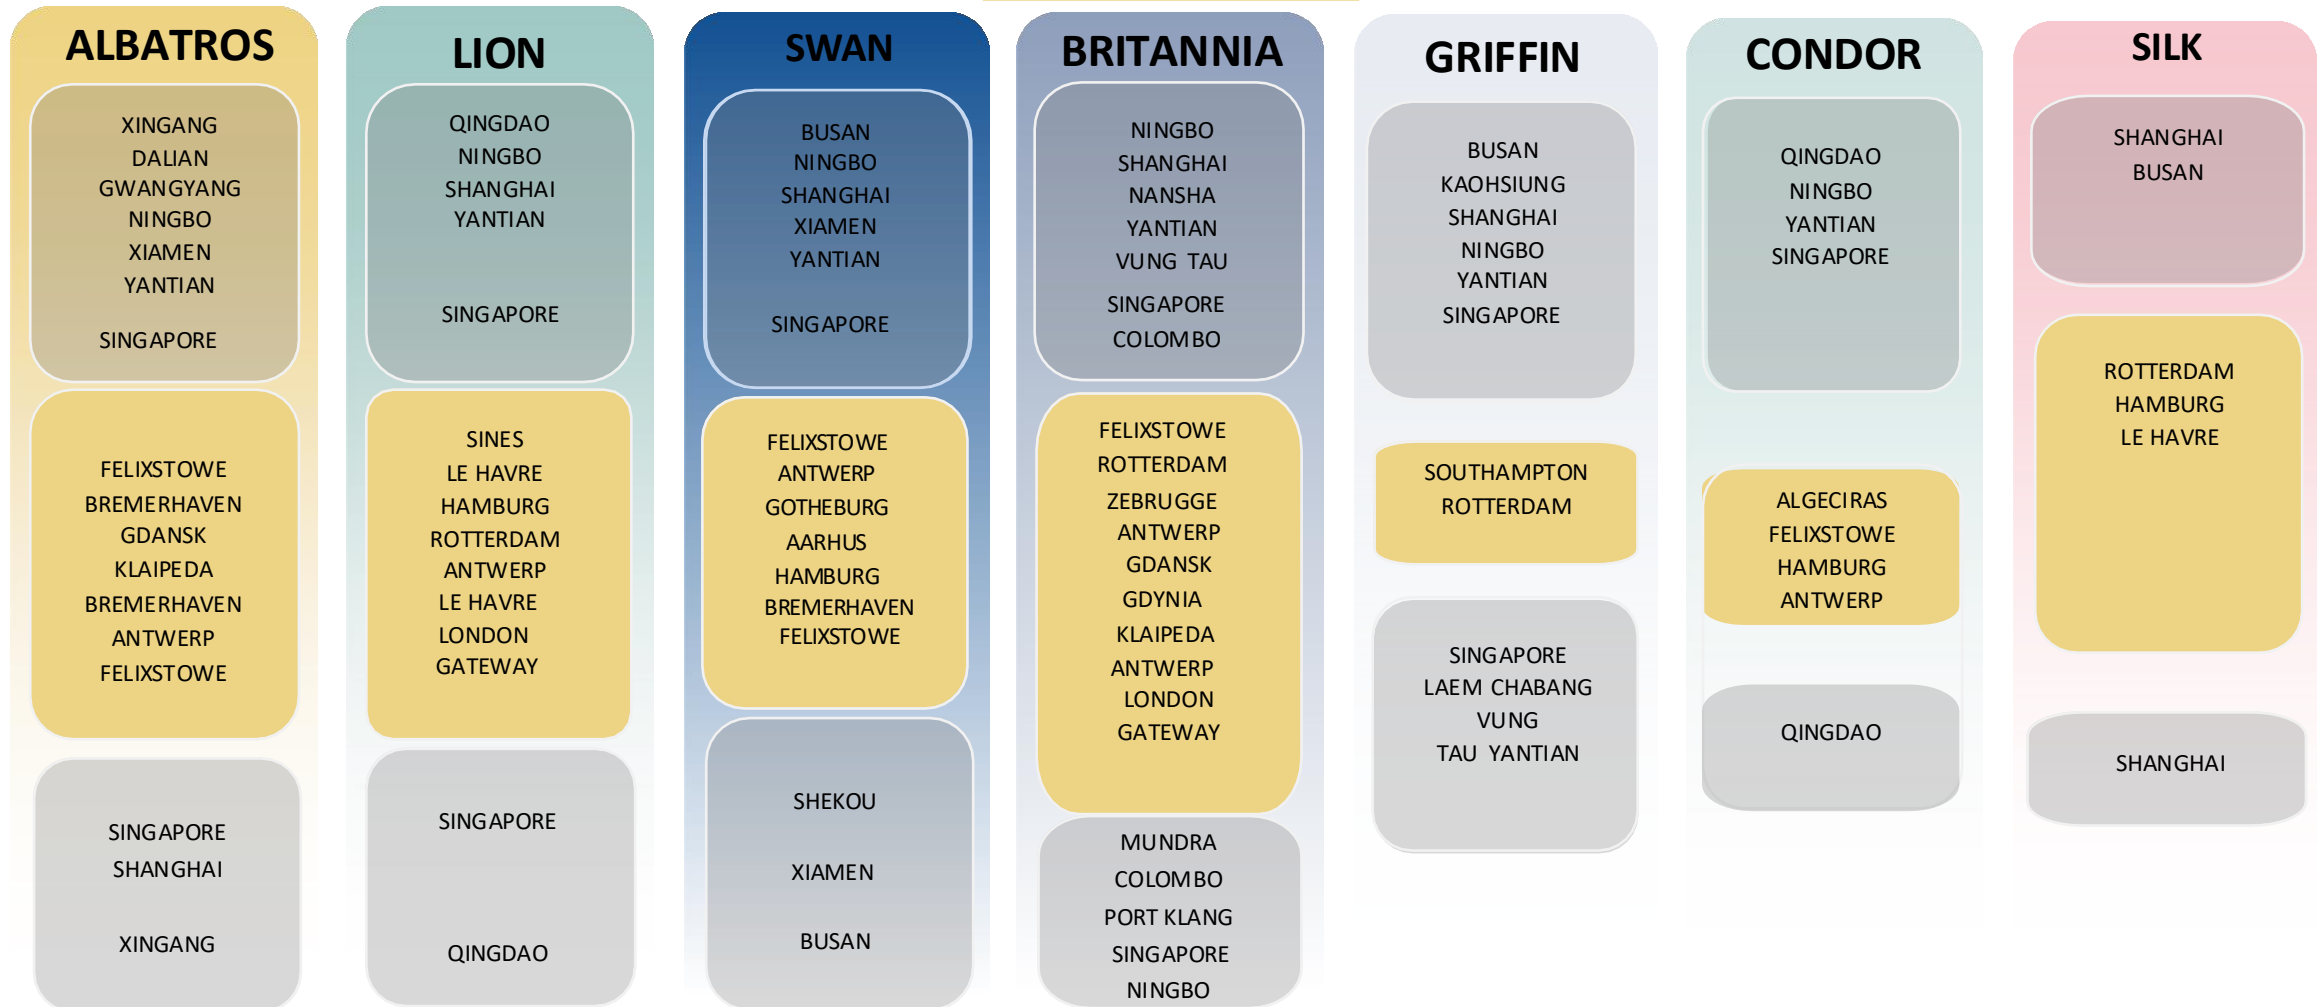 ALBATROS
XINGANG
DALIAN
GWANGYANG
NINGBO
XIAMEN
YANTIAN
SINGAPORE
FELIXSTOWE
BREMERHAVEN
GDANSK
KLAIPEDA
BREMERHAVEN
ANTWERP
FELIXSTOWE
SINGAPORE
SHANGHAI
XINGANG
LION
QINGDAO
NINGBO
SHANGHAI
YANTIAN
SINGAPORE
SINES
LE HAVRE
HAMBURG
ROTTERDAM
ANTWERP
LE HAVRE
LONDON
GATEWAY
SINGAPORE
QINGDAO
SWAN
BUSAN
NINGBO
SHANGHAI
XIAMEN
YANTIAN
SINGAPORE
FELIXSTOWE
ANTWERP
GOTHEBURG
AARHUS
HAMBURG
BREMERHAVEN
FELIXSTOWE
SHEKOU
XIAMEN
BUSAN
BRITANNIA
NINGBO
SHANGHAI
NANSHA
YANTIAN
VUNG TAU
SINGAPORE
COLOMBO
FELIXSTOWE
ROTTERDAM
ZEBRUGGE
ANTWERP
GDANSK
GDYNIA
KLAIPEDA
ANTWERP
LONDON
GATEWAY
MUNDRA
COLOMBO
PORT KLANG
SINGAPORE
NINGBO
GRIFFIN
BUSAN
KAOHSIUNG
SHANGHAI
NINGBO
YANTIAN
SINGAPORE
SOUTHAMPTON
ROTTERDAM
SINGAPORE
LAEM CHABANG
VUNG
TAU YANTIAN
CONDOR
QINGDAO
NINGBO
YANTIAN
SINGAPORE
ALGECIRAS
FELIXSTOWE
HAMBURG
ANTWERP
QINGDAO
SILK
SHANGHAI
BUSAN
ROTTERDAM
HAMBURG
LE HAVRE
SHANGHAI